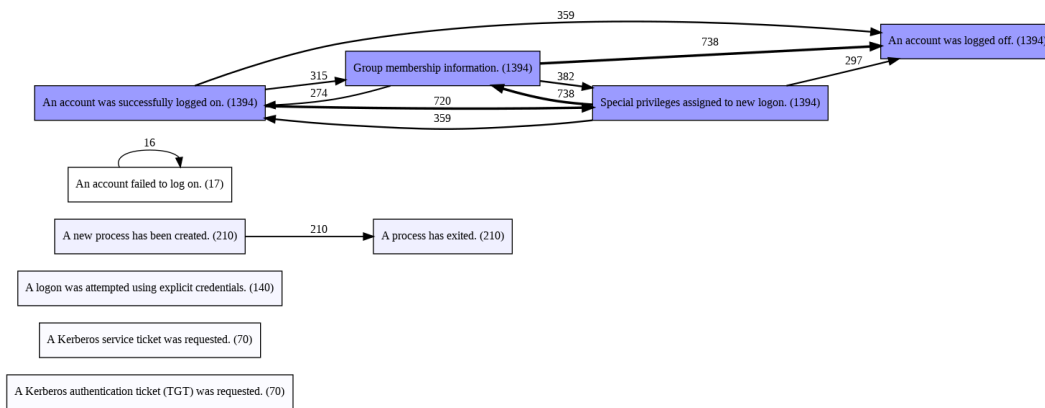 359
An account was logged off. (1394)
738
Group membership information. (1394)
297
315
382
An account was successfully logged on. (1394)
274
720
738
Special privileges assigned to new logon. (1394)
359
16
An account failed to log on. (17)
A new process has been created. (210)
210
A process has exited. (210)
A logon was attempted using explicit credentials. (140)
A Kerberos service ticket was requested. (70)
A Kerberos authentication ticket (TGT) was requested. (70)